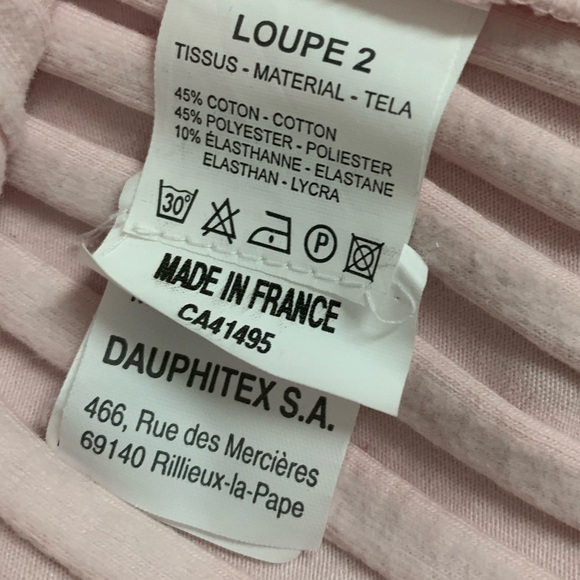 LOUPE 2
TISSUS - MATERIAL - TELA
45% COTON - COTTON
45% POLYESTER - POLIESTER
10% ÉLASTHANNE - ELASTANE
ELASTHAN - LYCRA
30°
P
MADE IN FRANCE
CA41495
DAUPHITEX S.A.
466, Rue des Mercières
69140 Rillieux-la-Pape